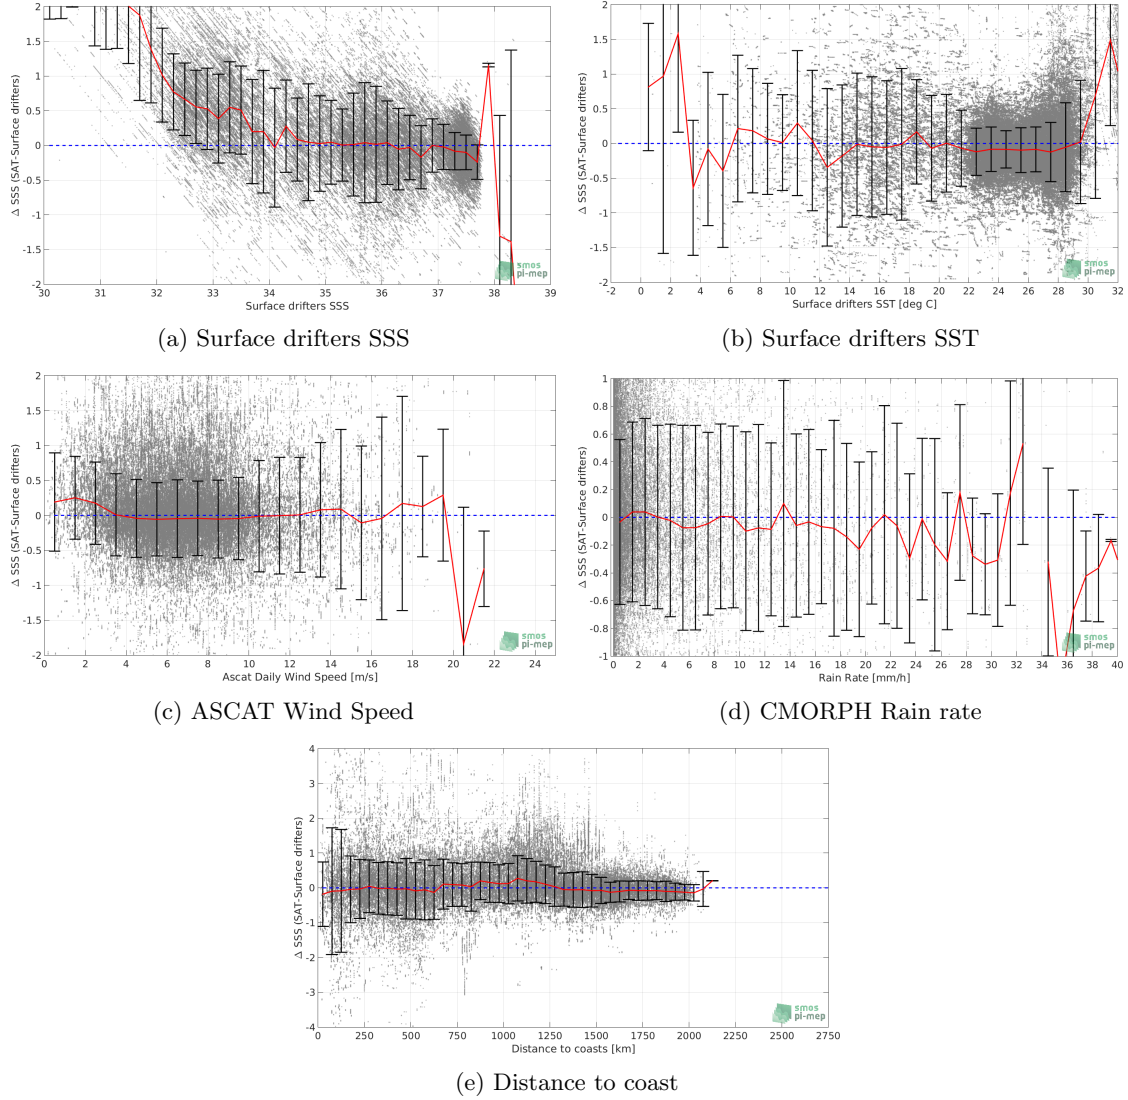 2
1.5
1
0.5
0
-0.5
-1
-1.5
-2
Δ SSS (SAT-Surface drifters)
30 31 32 33 34 35 36 37 38 39
Surface drifters SSS
smos
pi-mep
(a) Surface drifters SSS
2
1.5
1
0.5
0
-0.5
-1
-1.5
-2
Δ SSS (SAT-Surface drifters)
-2 0 2 4 6 8 10 12 14 16 18 20 22 24 26 28 30 32
Surface drifters SST [deg C]
smos
pi-mep
(b) Surface drifters SST
2
1.5
1
0.5
0
-0.5
-1
-1.5
-2
Δ SSS (SAT-Surface drifters)
0 2 4 6 8 10 12 14 16 18 20 22 24
Ascat Daily Wind Speed [m/s]
smos
pi-mep
(c) ASCAT Wind Speed
1
0.8
0.6
0.4
0.2
0
-0.2
-0.4
-0.6
-0.8
-1
Δ SSS (SAT-Surface drifters)
0 2 4 6 8 10 12 14 16 18 20 22 24 26 28 30 32 34 36 38 40
Rain Rate [mm/h]
smos
pi-mep
(d) CMORPH Rain rate
4
3
2
1
0
-1
-2
-3
-4
Δ SSS (SAT-Surface drifters)
0 250 500 750 1000 1250 1500 1750 2000 2250 2500 2750
Distance to coasts [km]
smos
pi-mep
(e) Distance to coast